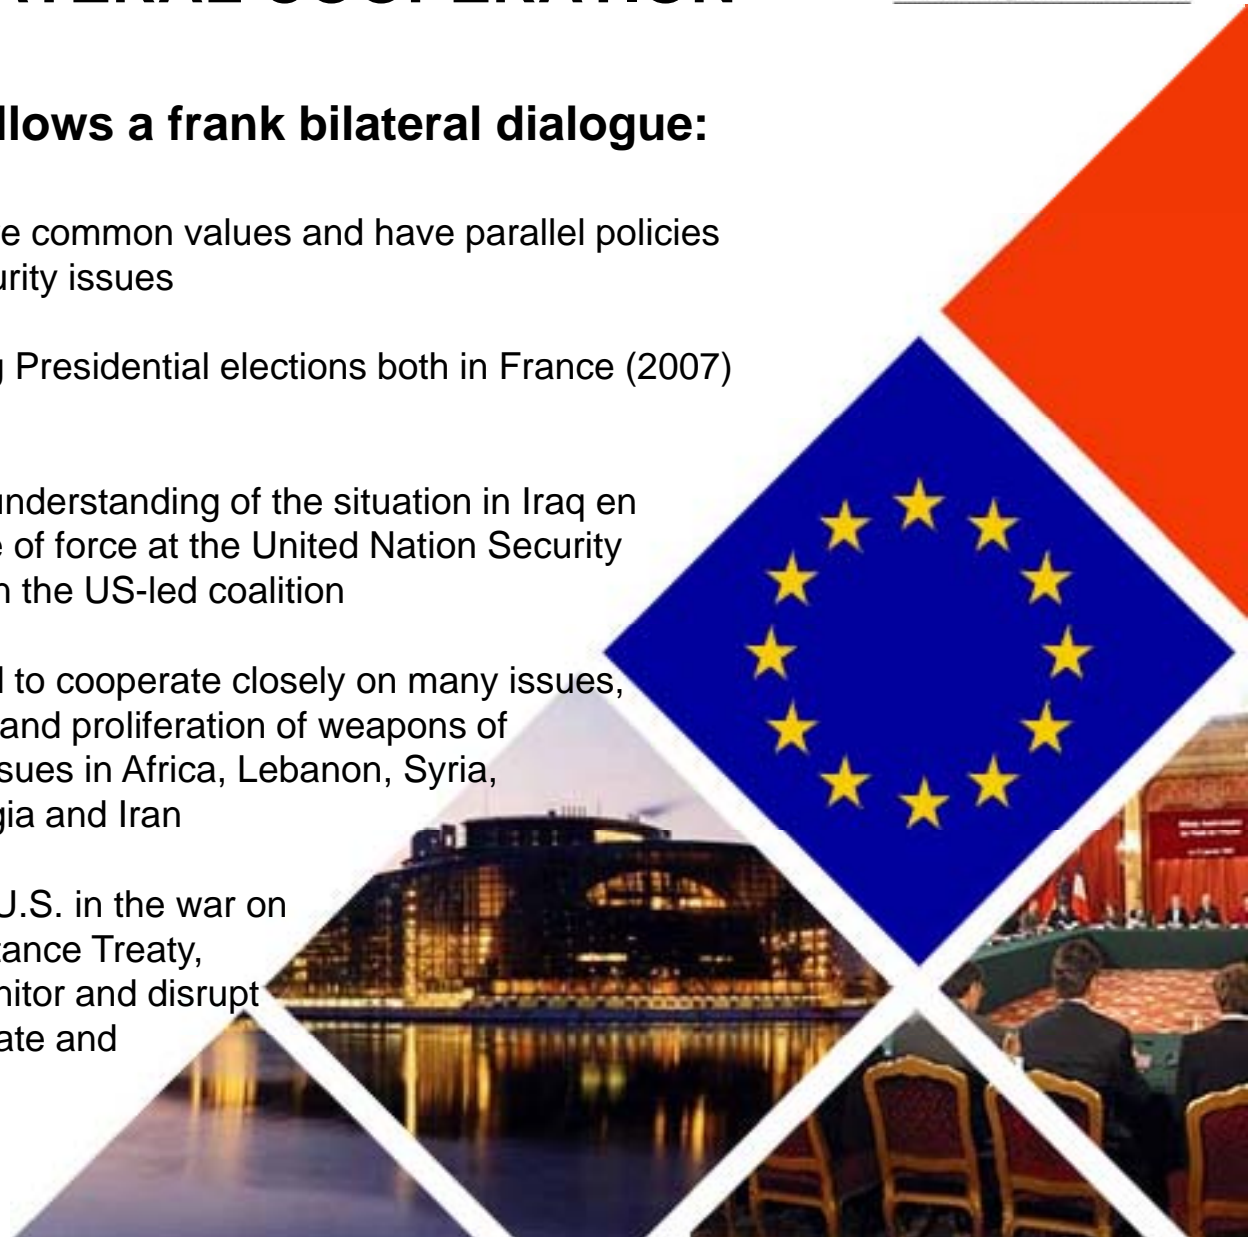 llows a frank bilateral dialogue:
e common values and have parallel policies
urity issues
g Presidential elections both in France (2007)
understanding of the situation in Iraq en
e of force at the United Nation Security
n the US-led coalition
l to cooperate closely on many issues,
and proliferation of weapons of
sues in Africa, Lebanon, Syria,
gia and Iran
U.S. in the war on
tance Treaty,
nitor and disrupt
ate and